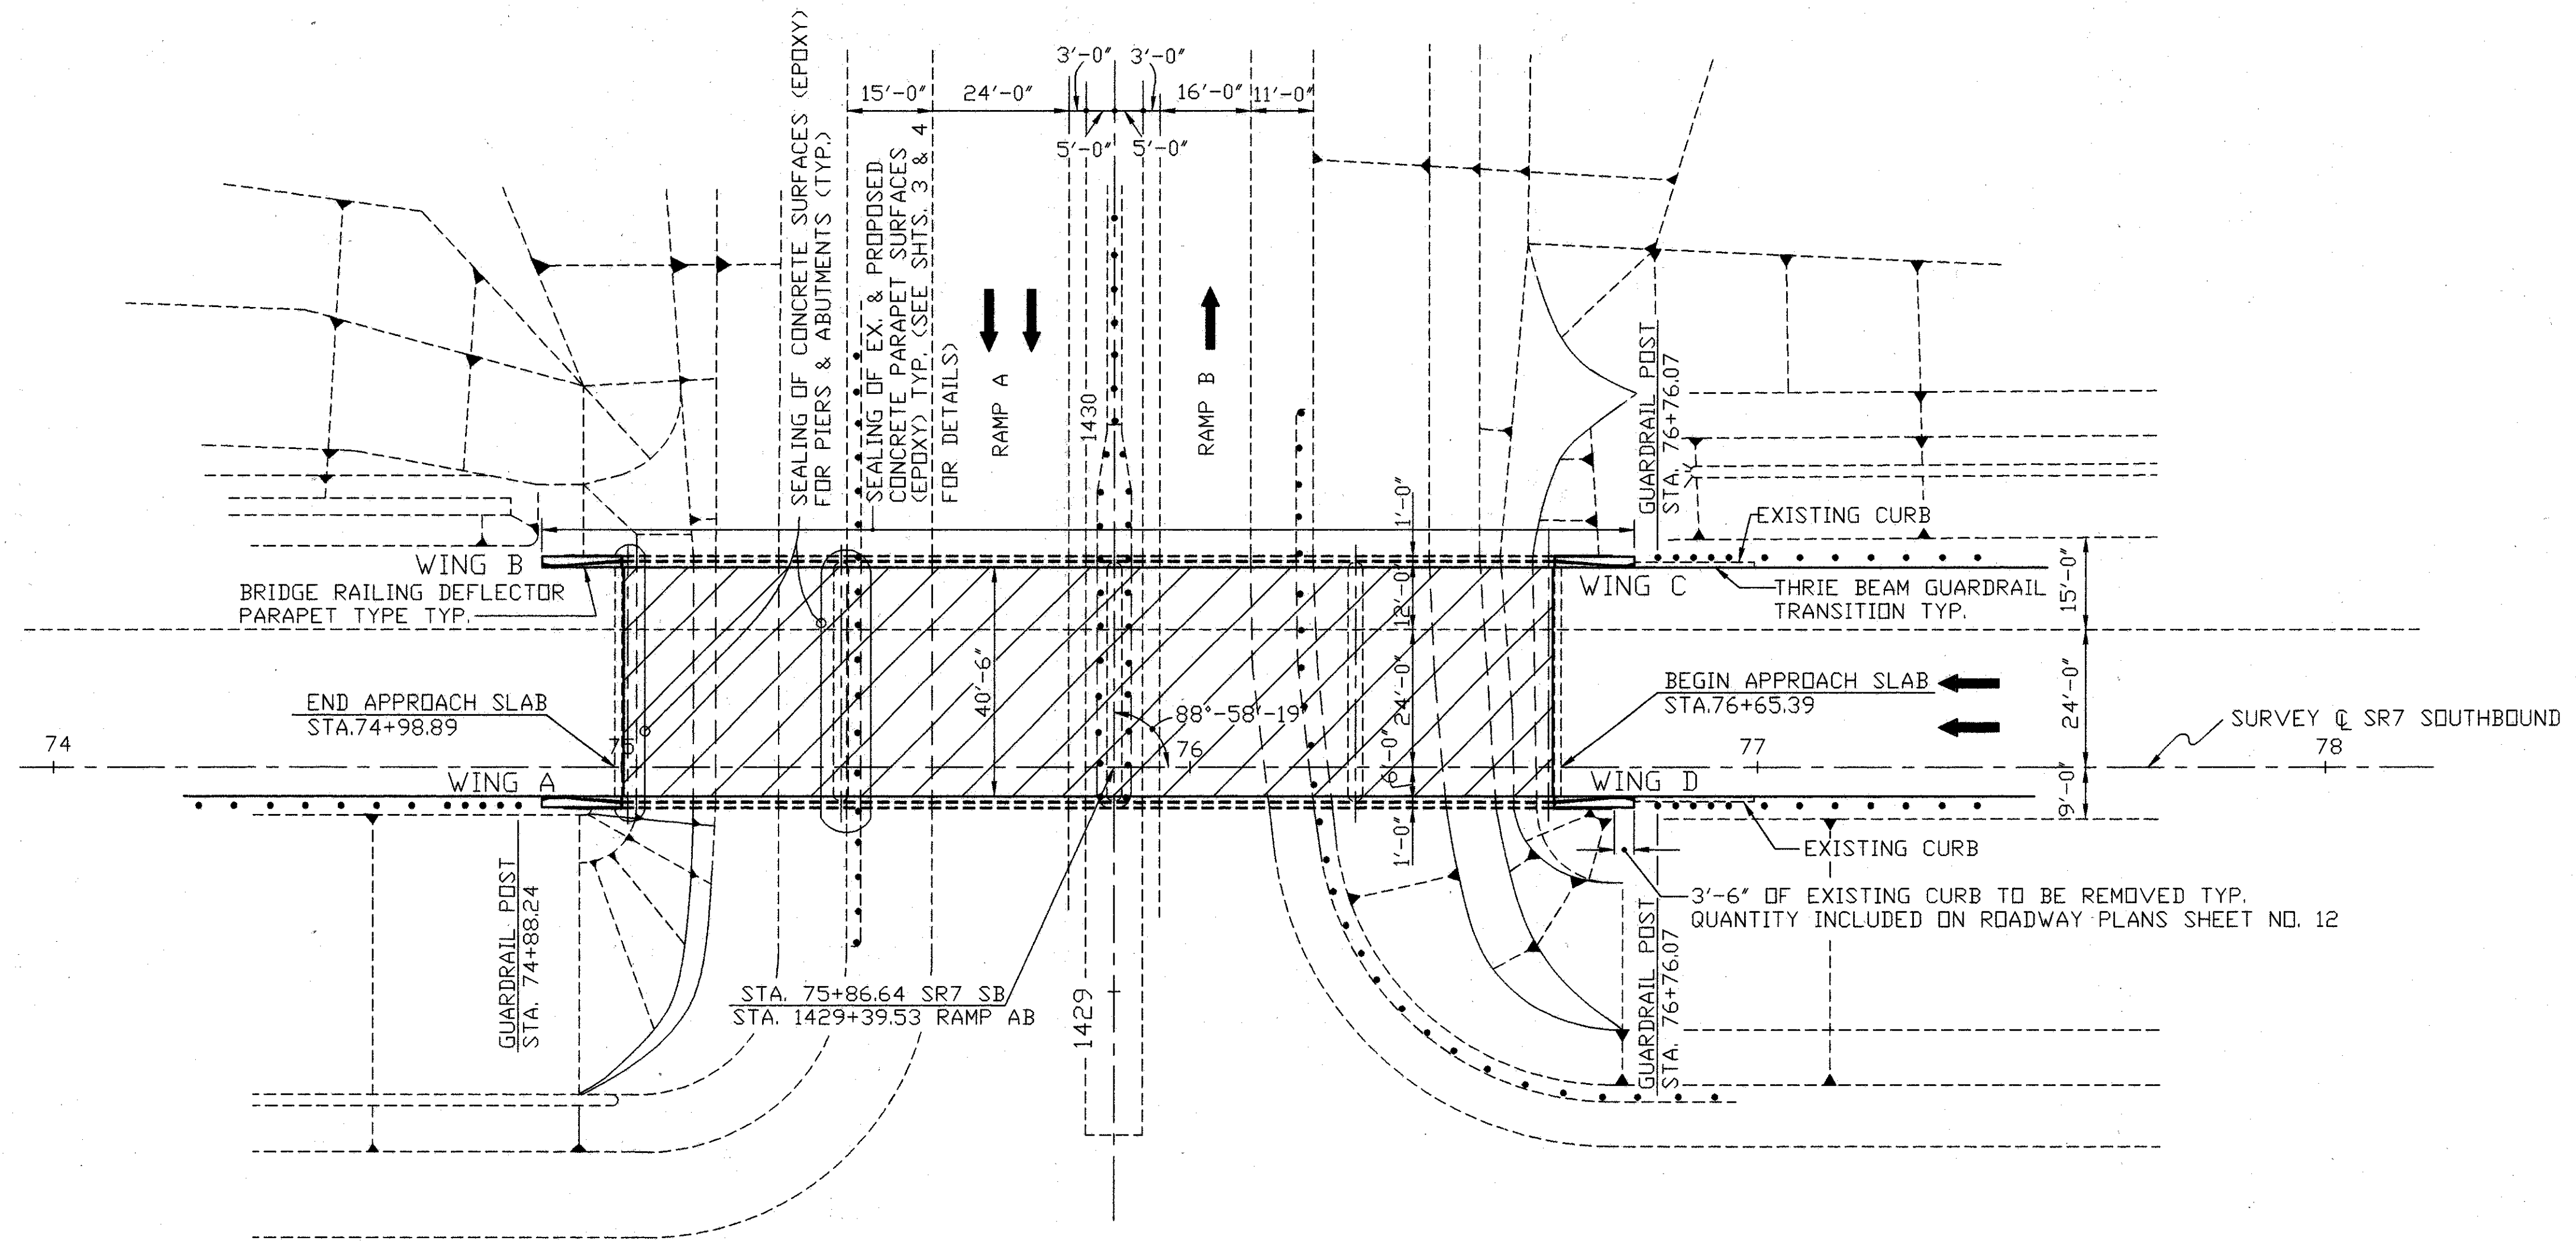 3'-0" 3'-0"
15'-0" 24'-0" 16'-0" 11'-0"
5'-0" 5'-0"
SEALING OF CONCRETE SURFACES (EPOXY)
FOR PIERS & ABUTMENTS (TYP.)
SEALING OF EX. & PROPOSED
CONCRETE PARAPET SURFACES
(EPOXY) TYP. (SEE SHTS. 3 & 4
FOR DETAILS)
RAMP A
1430
RAMP B
GUARDRAIL POST
STA. 76+76.07
1'-0"
EXISTING CURB
WING B
BRIDGE RAILING DEFLECTOR
PARAPET TYPE TYP.
WING C
THRIE BEAM GUARDRAIL
TRANSITION TYP.
12'-0"
15'-0"
40'-6"
24'-0"
24'-0"
END APPROACH SLAB
STA.74+98.89
BEGIN APPROACH SLAB
STA.76+65.39
88°-58'-19"
SURVEY ℄ SR7 SOUTHBOUND
74
75
76
77
78
6'-0"
9'-0"
WING A
WING D
1'-0"
EXISTING CURB
3'-6" OF EXISTING CURB TO BE REMOVED TYP.
QUANTITY INCLUDED ON ROADWAY PLANS SHEET NO. 12
GUARDRAIL POST
STA. 74+88.24
GUARDRAIL POST
STA. 76+76.07
STA. 75+86.64 SR7 SB
STA. 1429+39.53 RAMP AB
1429